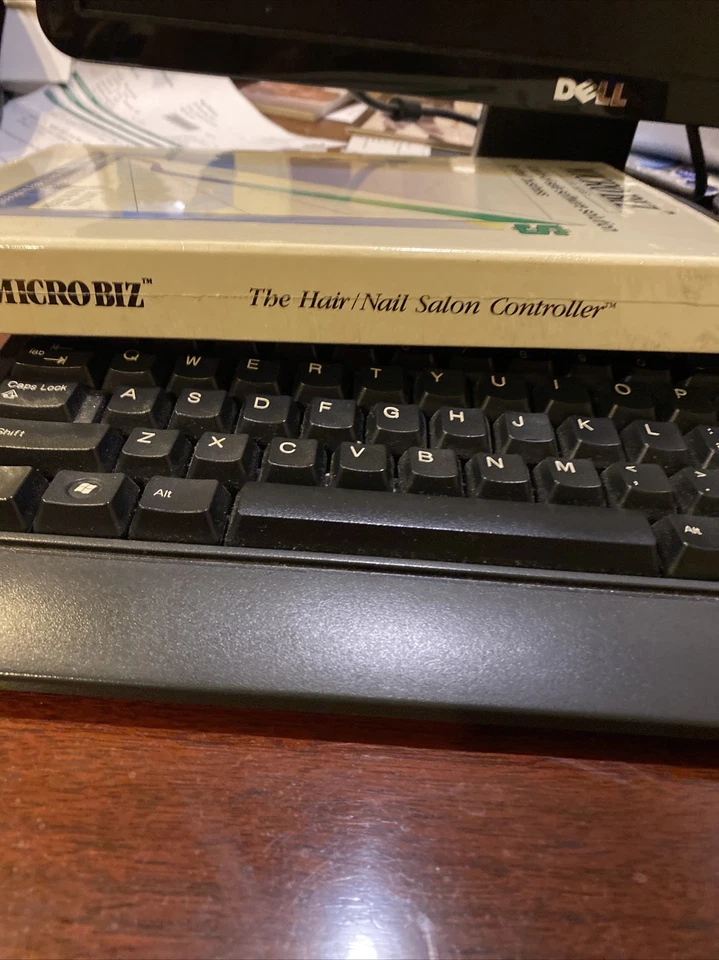 DELL
MICROBIZ™
The Hair/Nail Salon Controller™
Q W E R T Y U I O P
Caps Lock A S D F G H J K L
Shift Z X C V B N M < , >
Alt Alt